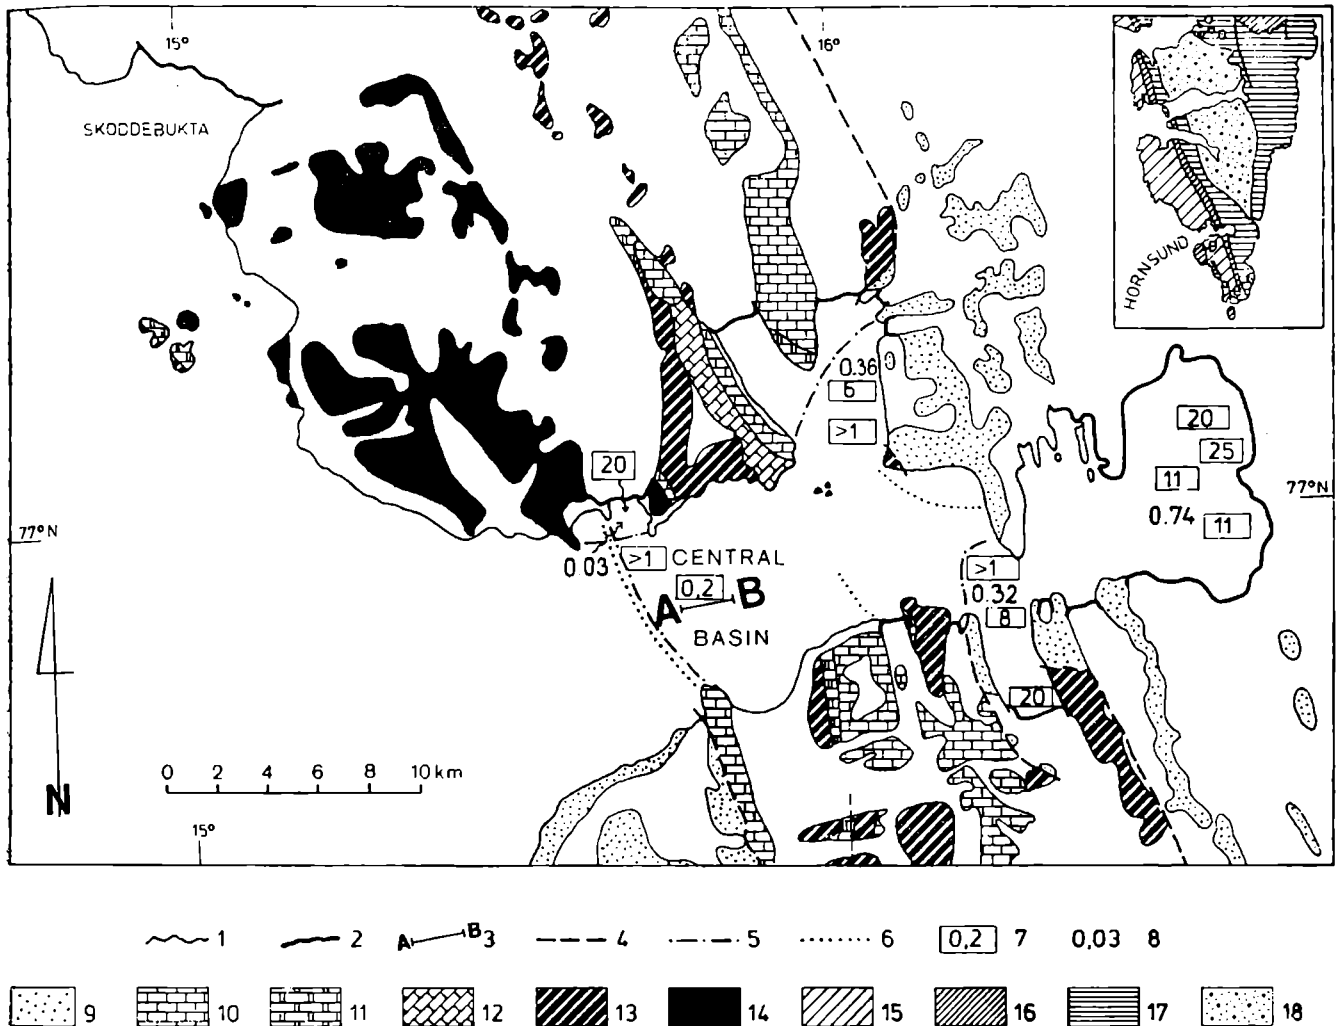 15°
16°
SKODDEBUKTA
HORNSUND
0.36
6
>1
20
25
11
0.74
11
20
77°N
77°N
0.03
>1
CENTRAL
0,2
A
B
BASIN
>1
0.32
8
20
0 2 4 6 8 10 km
N
15°
1 2 A B 3 4 5 6 0,2 7 0,03 8
9 10 11 12 13 14 15 16 17 18